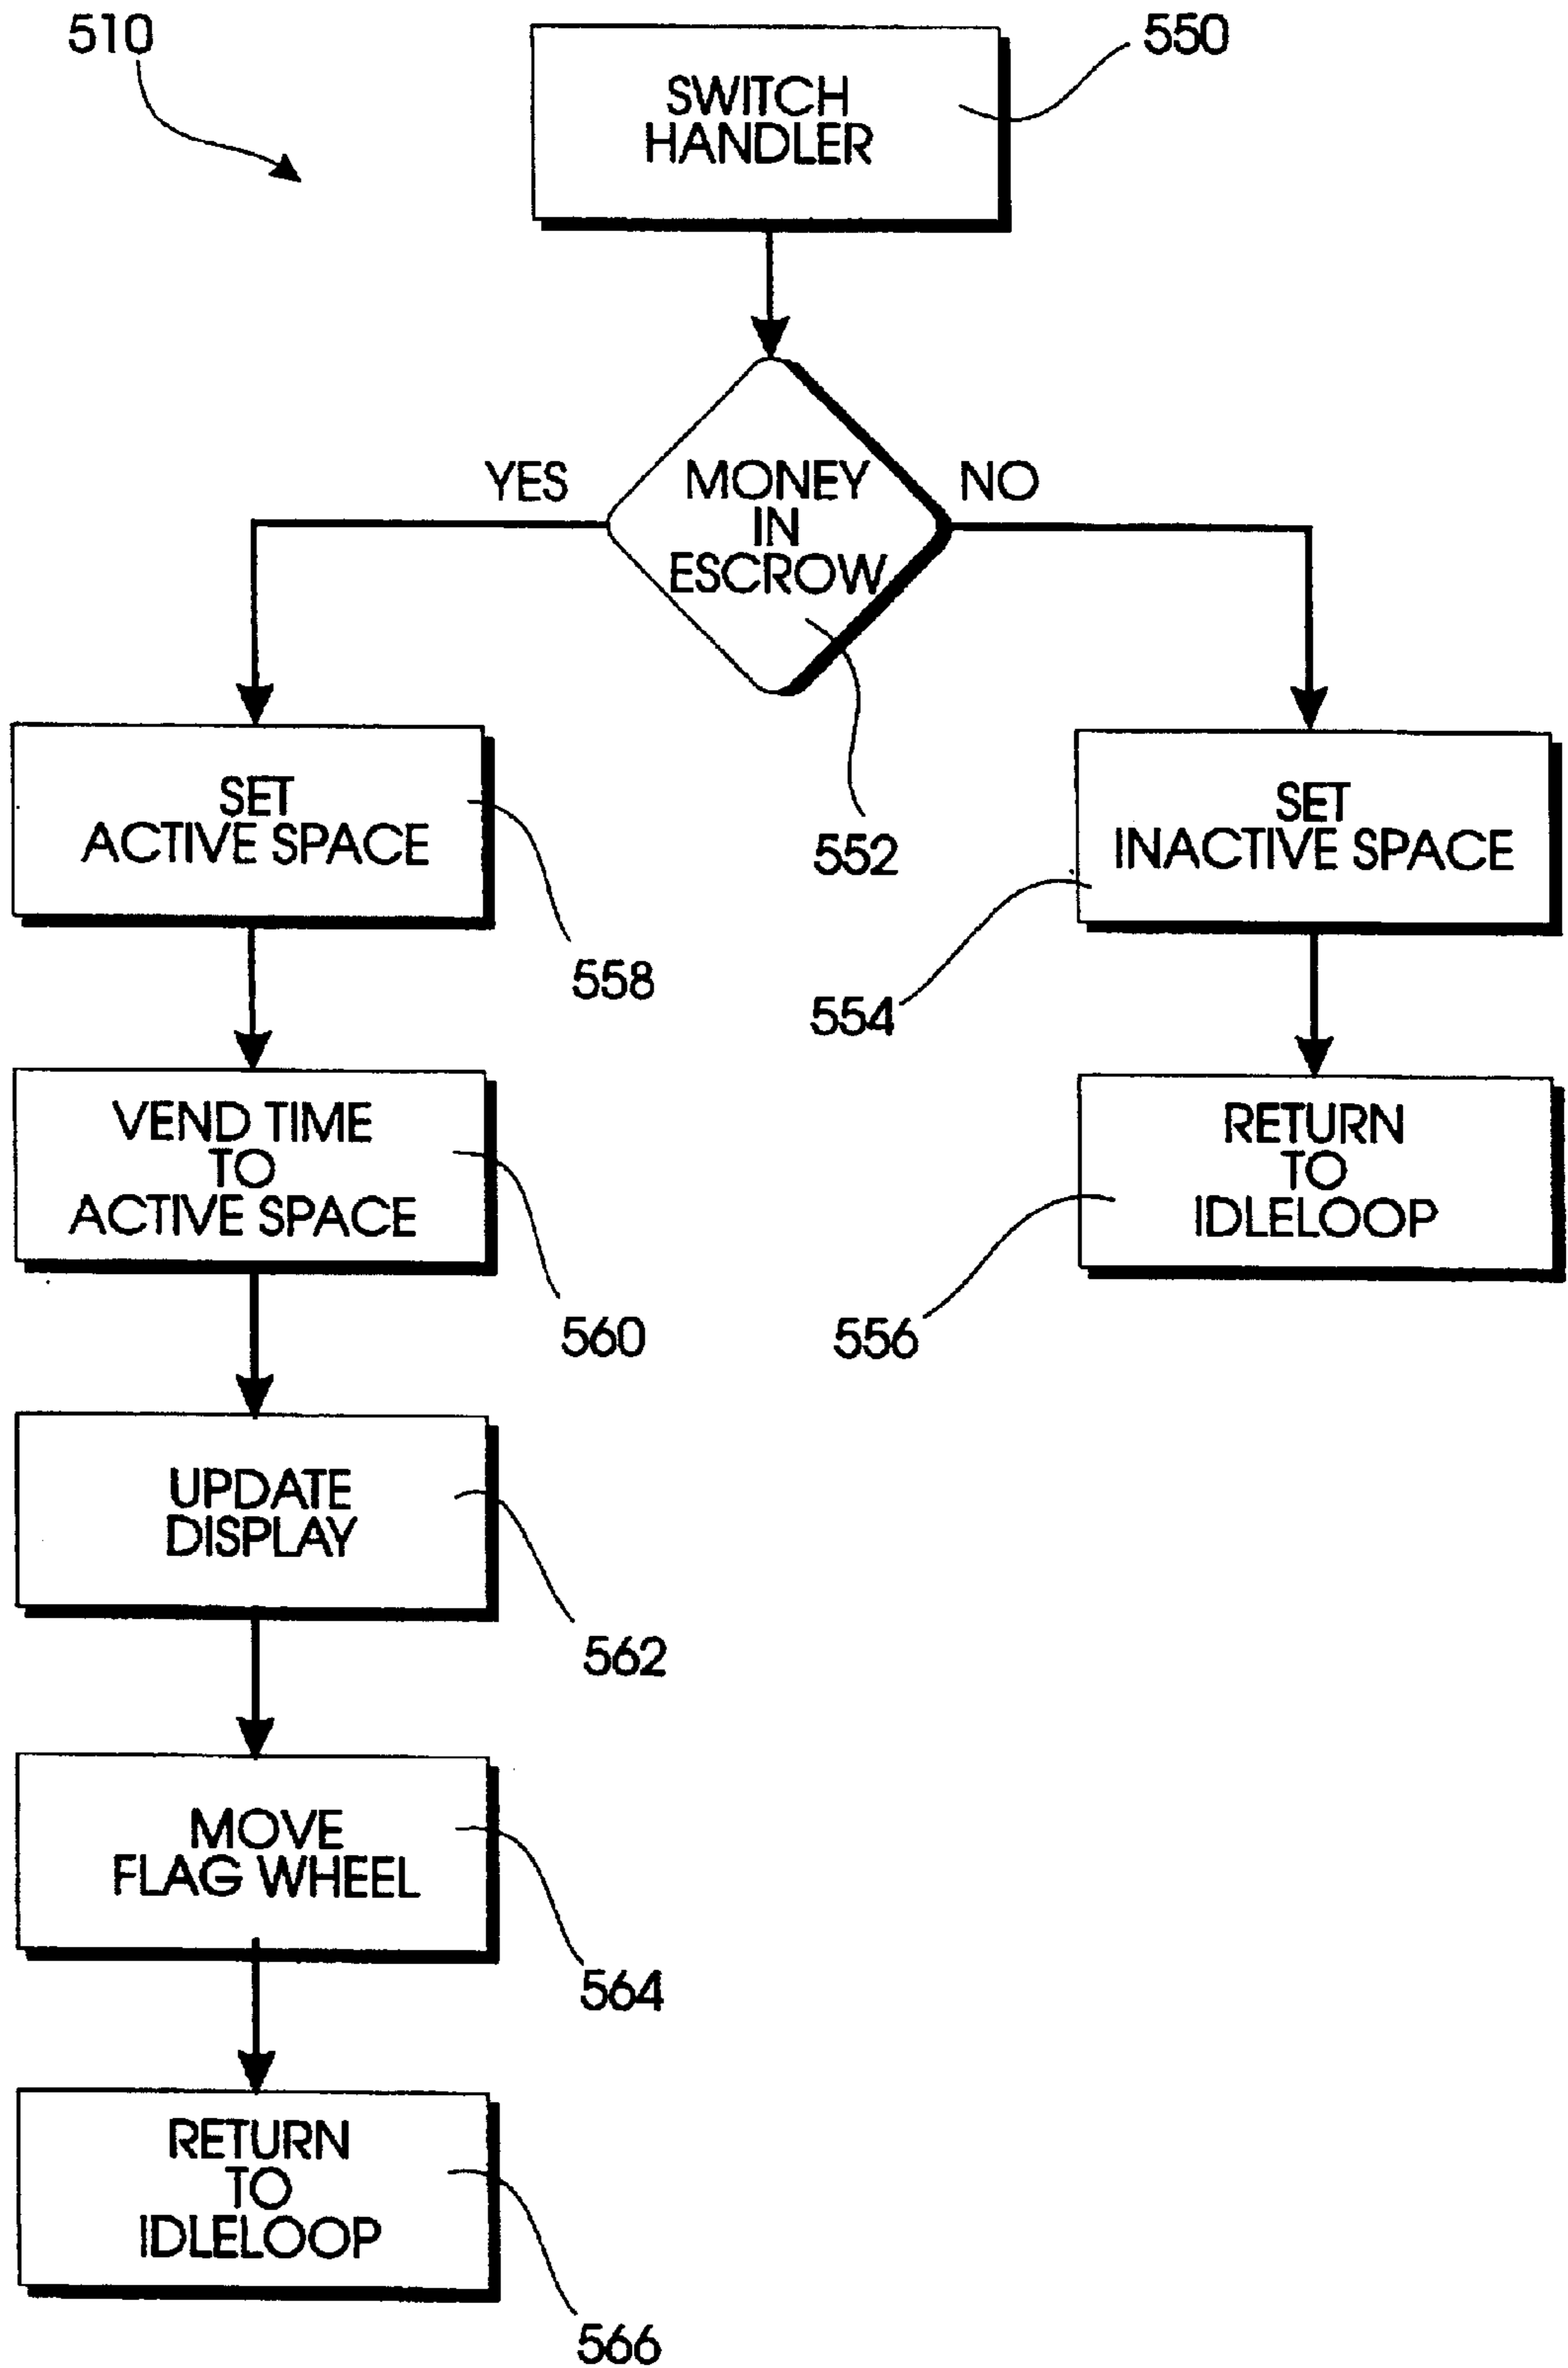 510
550
SWITCH
HANDLER
YES
MONEY
IN
ESCROW
NO
552
SET
ACTIVE SPACE
558
SET
INACTIVE SPACE
554
VEND TIME
TO
ACTIVE SPACE
560
RETURN
TO
IDLELOOP
556
UPDATE
DISPLAY
562
MOVE
FLAG WHEEL
564
RETURN
TO
IDLELOOP
566